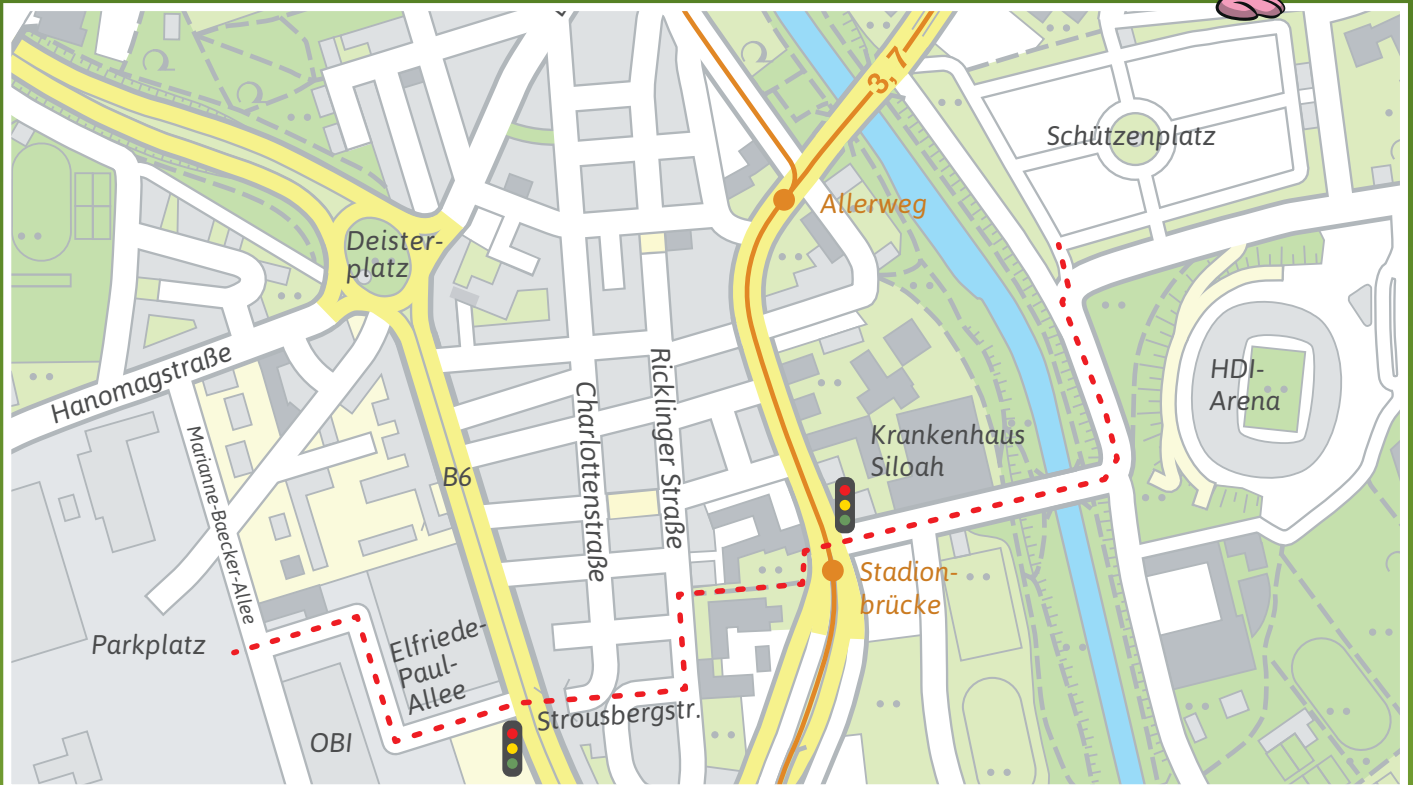 3, 7
Schützenplatz
Allerweg
Deister-
platz
Hanomagstraße
HDI-
Arena
Ricklinger Straße
Charlottenstraße
Krankenhaus
Siloah
Marianne-Baecker-Allee
B6
Stadion-
brücke
Parkplatz
Elfriede-
Paul-
Allee
Strousbergstr.
OBI